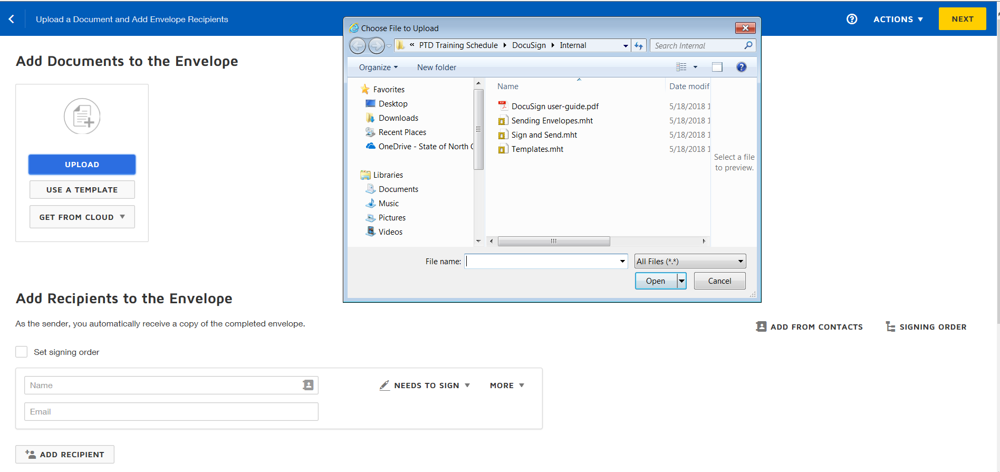 Upload a Document and Add Envelope Recipients
ACTIONS
NEXT
Add Documents to the Envelope
UPLOAD
USE A TEMPLATE
GET FROM CLOUD
Choose File to Upload
« PTD Training Schedule DocuSign Internal
Search Internal
Organize
New folder
Favorites
Desktop
Downloads
Recent Places
OneDrive - State of North C
Libraries
Documents
Music
Pictures
Videos
Name Date modif
DocuSign user-guide.pdf 5/18/2018 1
Sending Envelopes.mht 5/18/2018 1
Sign and Send.mht 5/18/2018 1
Templates.mht 5/18/2018 1
Select a file
to preview.
File name:
All Files (*.*)
Open
Cancel
Add Recipients to the Envelope
As the sender, you automatically receive a copy of the completed envelope.
ADD FROM CONTACTS
SIGNING ORDER
Set signing order
Name
NEEDS TO SIGN
MORE
Email
ADD RECIPIENT